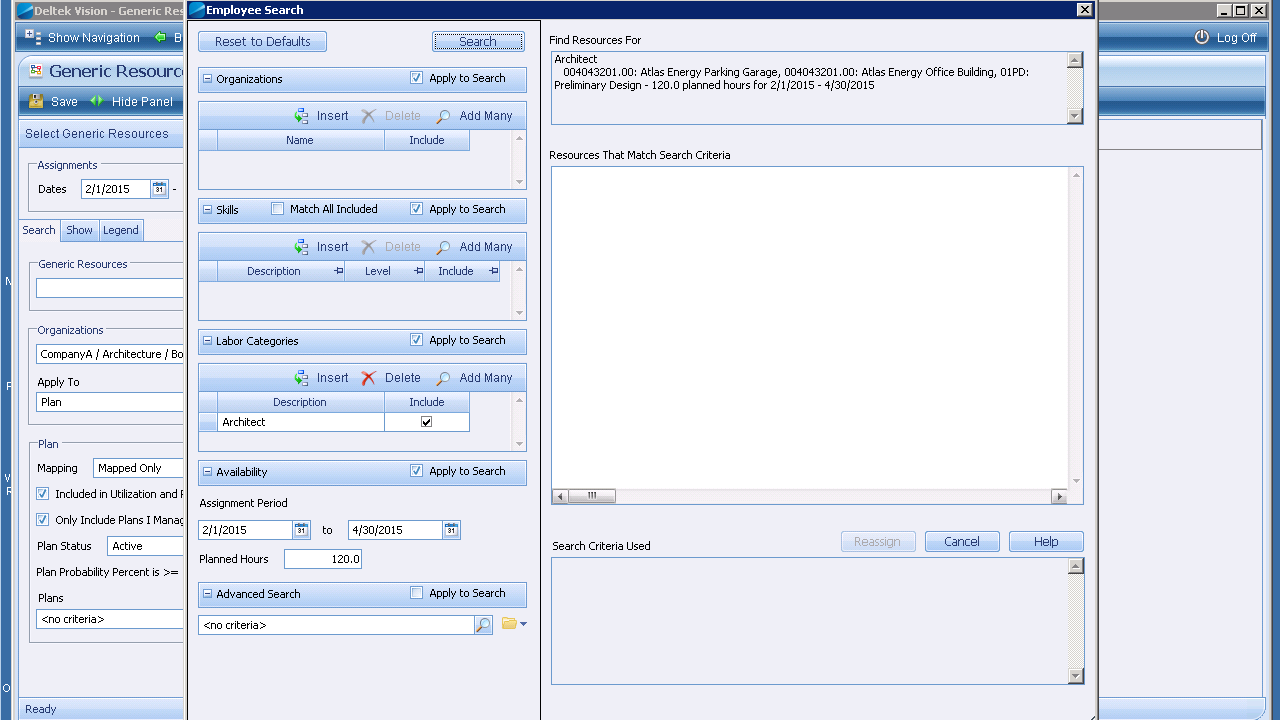 Deltek Vision - Generic Res
Employee Search
Show Navigation
B
Log Off
Generic Resourc
Save
Hide Panel
Select Generic Resources
Assignments
Dates
2/1/2015
-
Search
Show
Legend
Generic Resources
Organizations
CompanyA / Architecture / Bo
Apply To
Plan
Plan
Mapping
Mapped Only
Included in Utilization and R
Only Include Plans I Manag
Plan Status
Active
Plan Probability Percent is >=
Plans
<no criteria>
Ready
Reset to Defaults
Search
Organizations
Apply to Search
Insert
Delete
Add Many
Name
Include
Skills
Match All Included
Apply to Search
Insert
Delete
Add Many
Description
Level
Include
Labor Categories
Apply to Search
Insert
Delete
Add Many
Description
Include
Architect
Availability
Apply to Search
Assignment Period
2/1/2015
to
4/30/2015
Planned Hours
120.0
Advanced Search
Apply to Search
<no criteria>
Find Resources For
Architect
004043201.00: Atlas Energy Parking Garage, 004043201.00: Atlas Energy Office Building, 01PD:
Preliminary Design - 120.0 planned hours for 2/1/2015 - 4/30/2015
Resources That Match Search Criteria
Reassign
Cancel
Help
Search Criteria Used